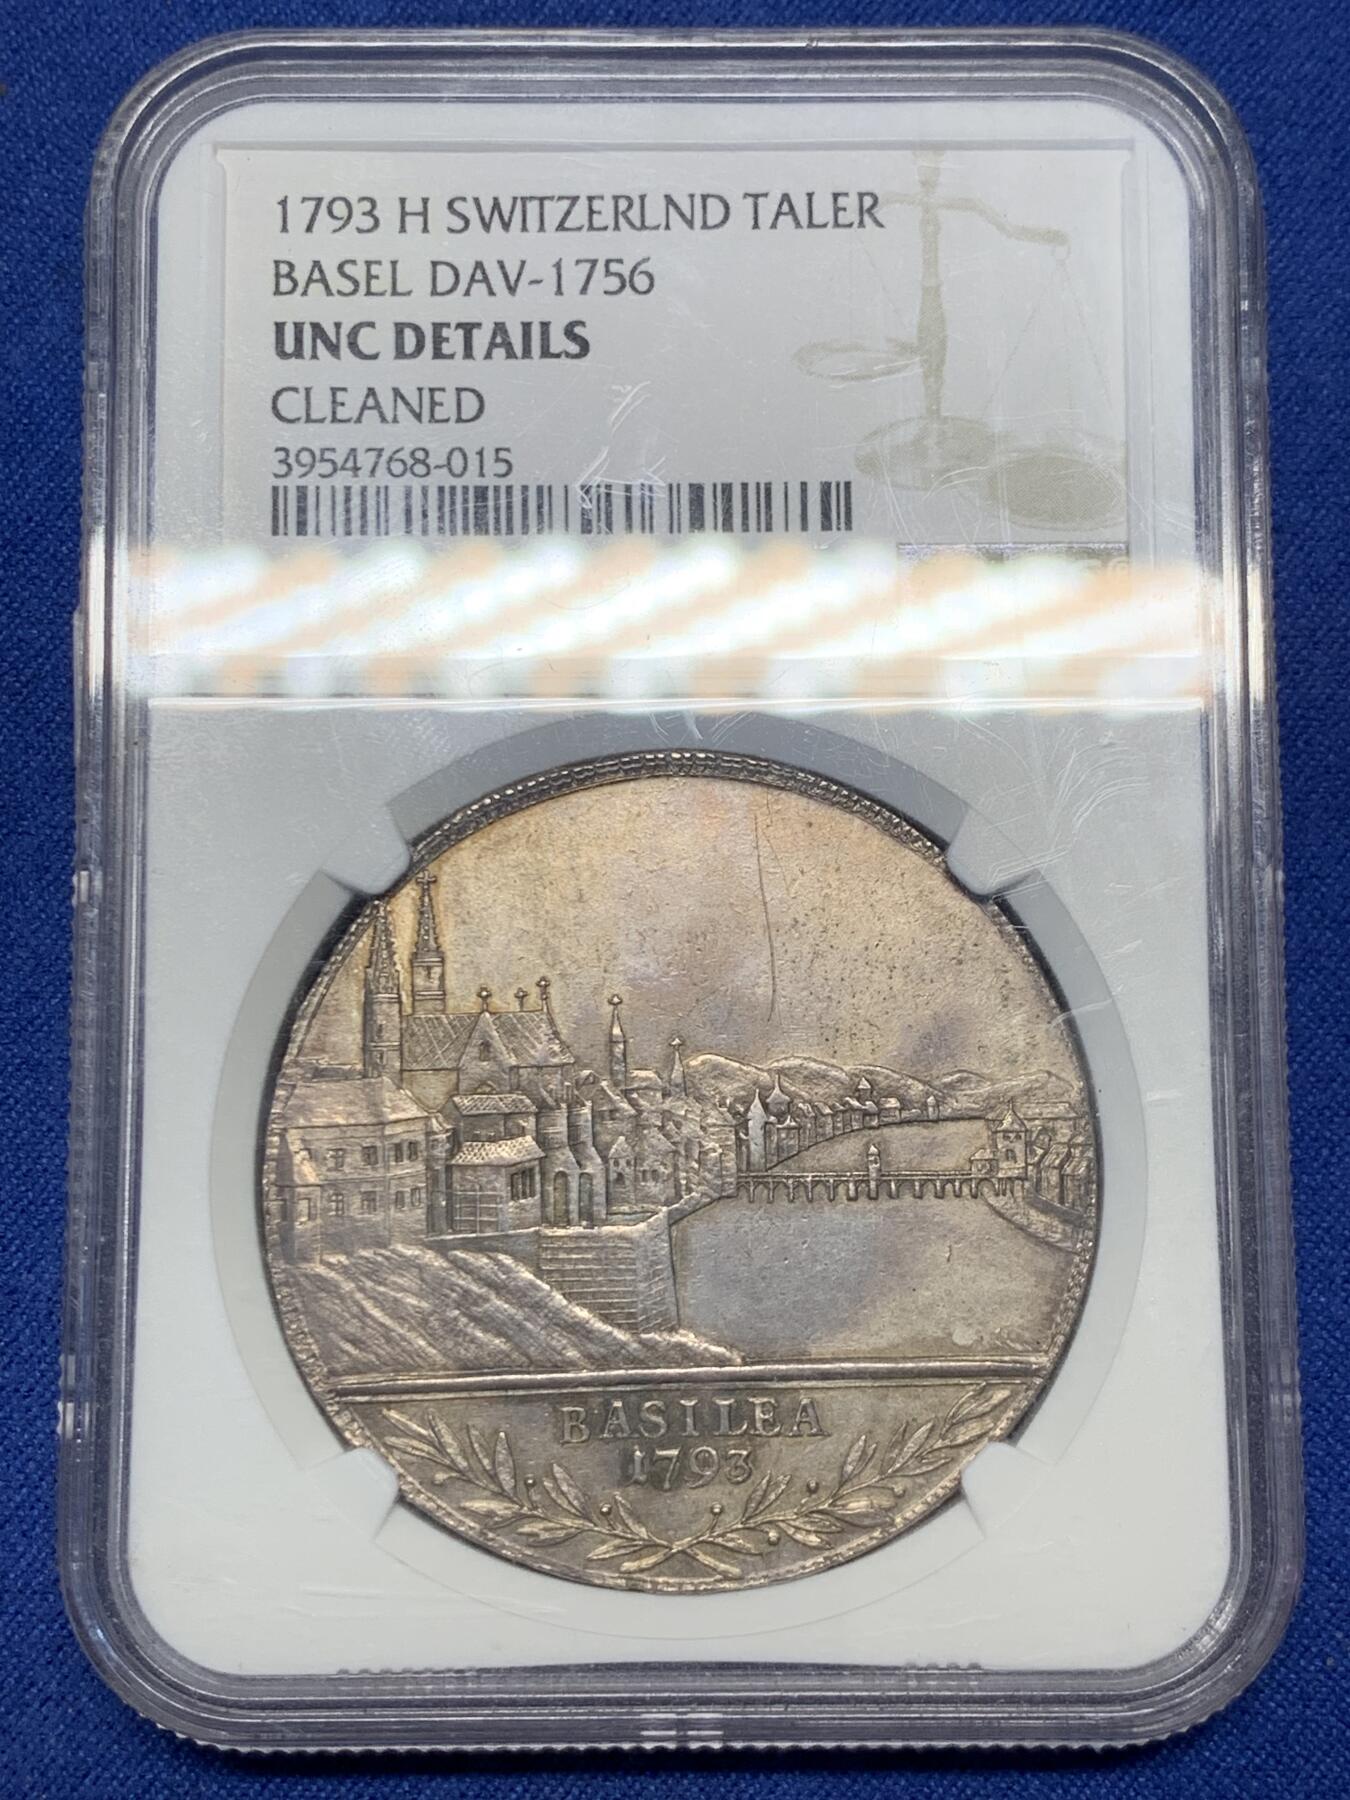 1793 H SWITZERLND TALER
BASEL DAV-1756
UNC DETAILS
CLEANED
3954768-015
BASILEA
1793